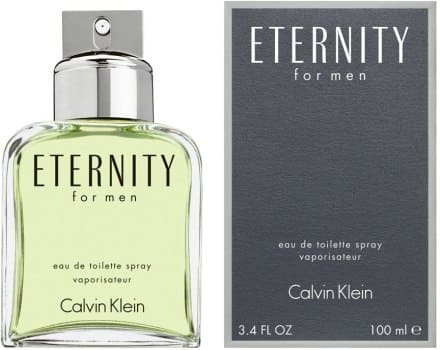 ETERNITY
for men
eau de toilette spray
vaporisateur
Calvin Klein
ETERNITY
for men
eau de toilette spray
vaporisateur
Calvin Klein
3.4 FL OZ 100 ml ℮